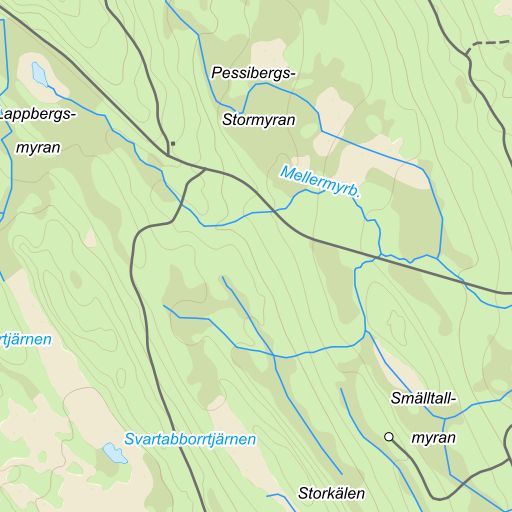 Pessibergs-
Stormyran
Lappbergs-
myran
Mellermyrb.
rtjärnen
Smälltall-
myran
Svartabborrtjärnen
Storkälen